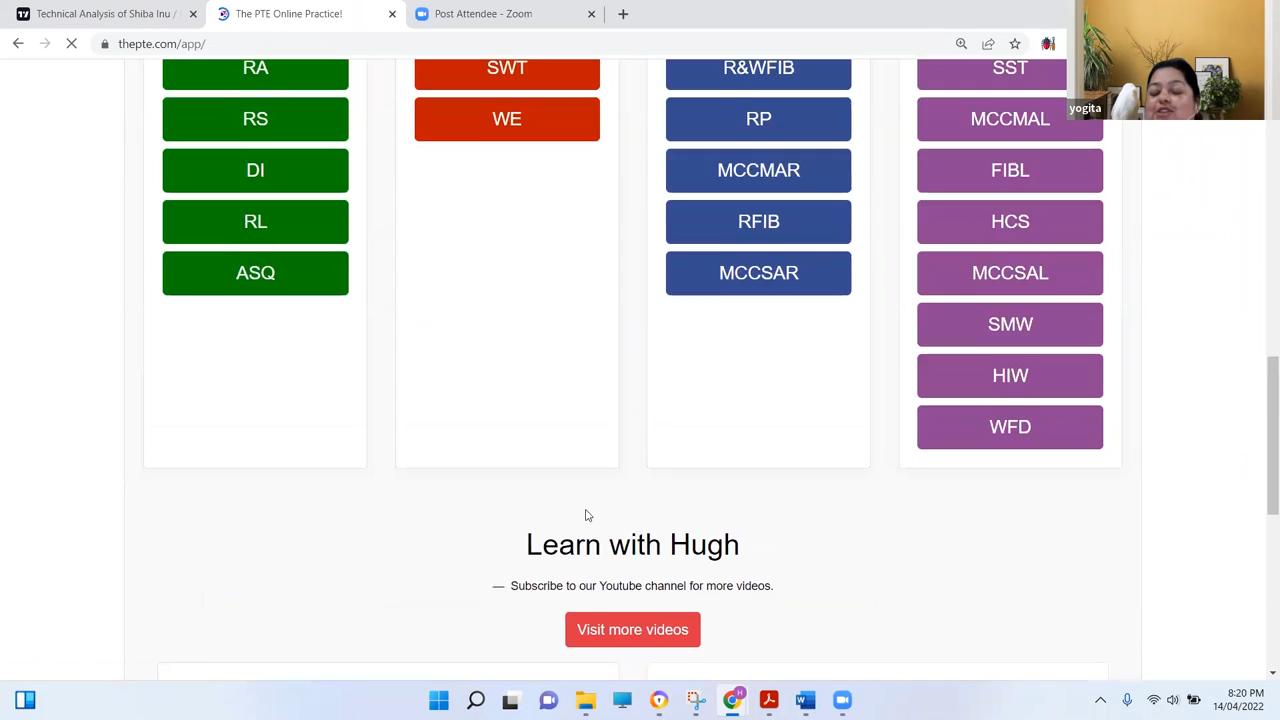 Technical Analysis of Shiba Inu /
The PTE Online Practice!
Post Attendee - Zoom
thepte.com/app/
yogita
RA
RS
DI
RL
ASQ
SWT
WE
R&WFIB
RP
MCCMAR
RFIB
MCCSAR
SST
MCCMAL
FIBL
HCS
MCCSAL
SMW
HIW
WFD
Learn with Hugh
— Subscribe to our Youtube channel for more videos.
Visit more videos
8:20 PM
14/04/2022